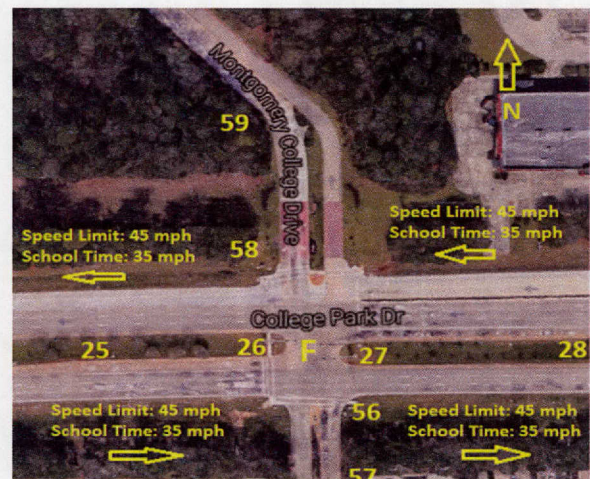 N
59
Montgomery College Drive
Speed Limit: 45 mph
School Time: 35 mph
58
Speed Limit: 45 mph
School Time: 35 mph
College Park Dr
25
26
F
27
28
Speed Limit: 45 mph
School Time: 35 mph
56
Speed Limit: 45 mph
School Time: 35 mph
57